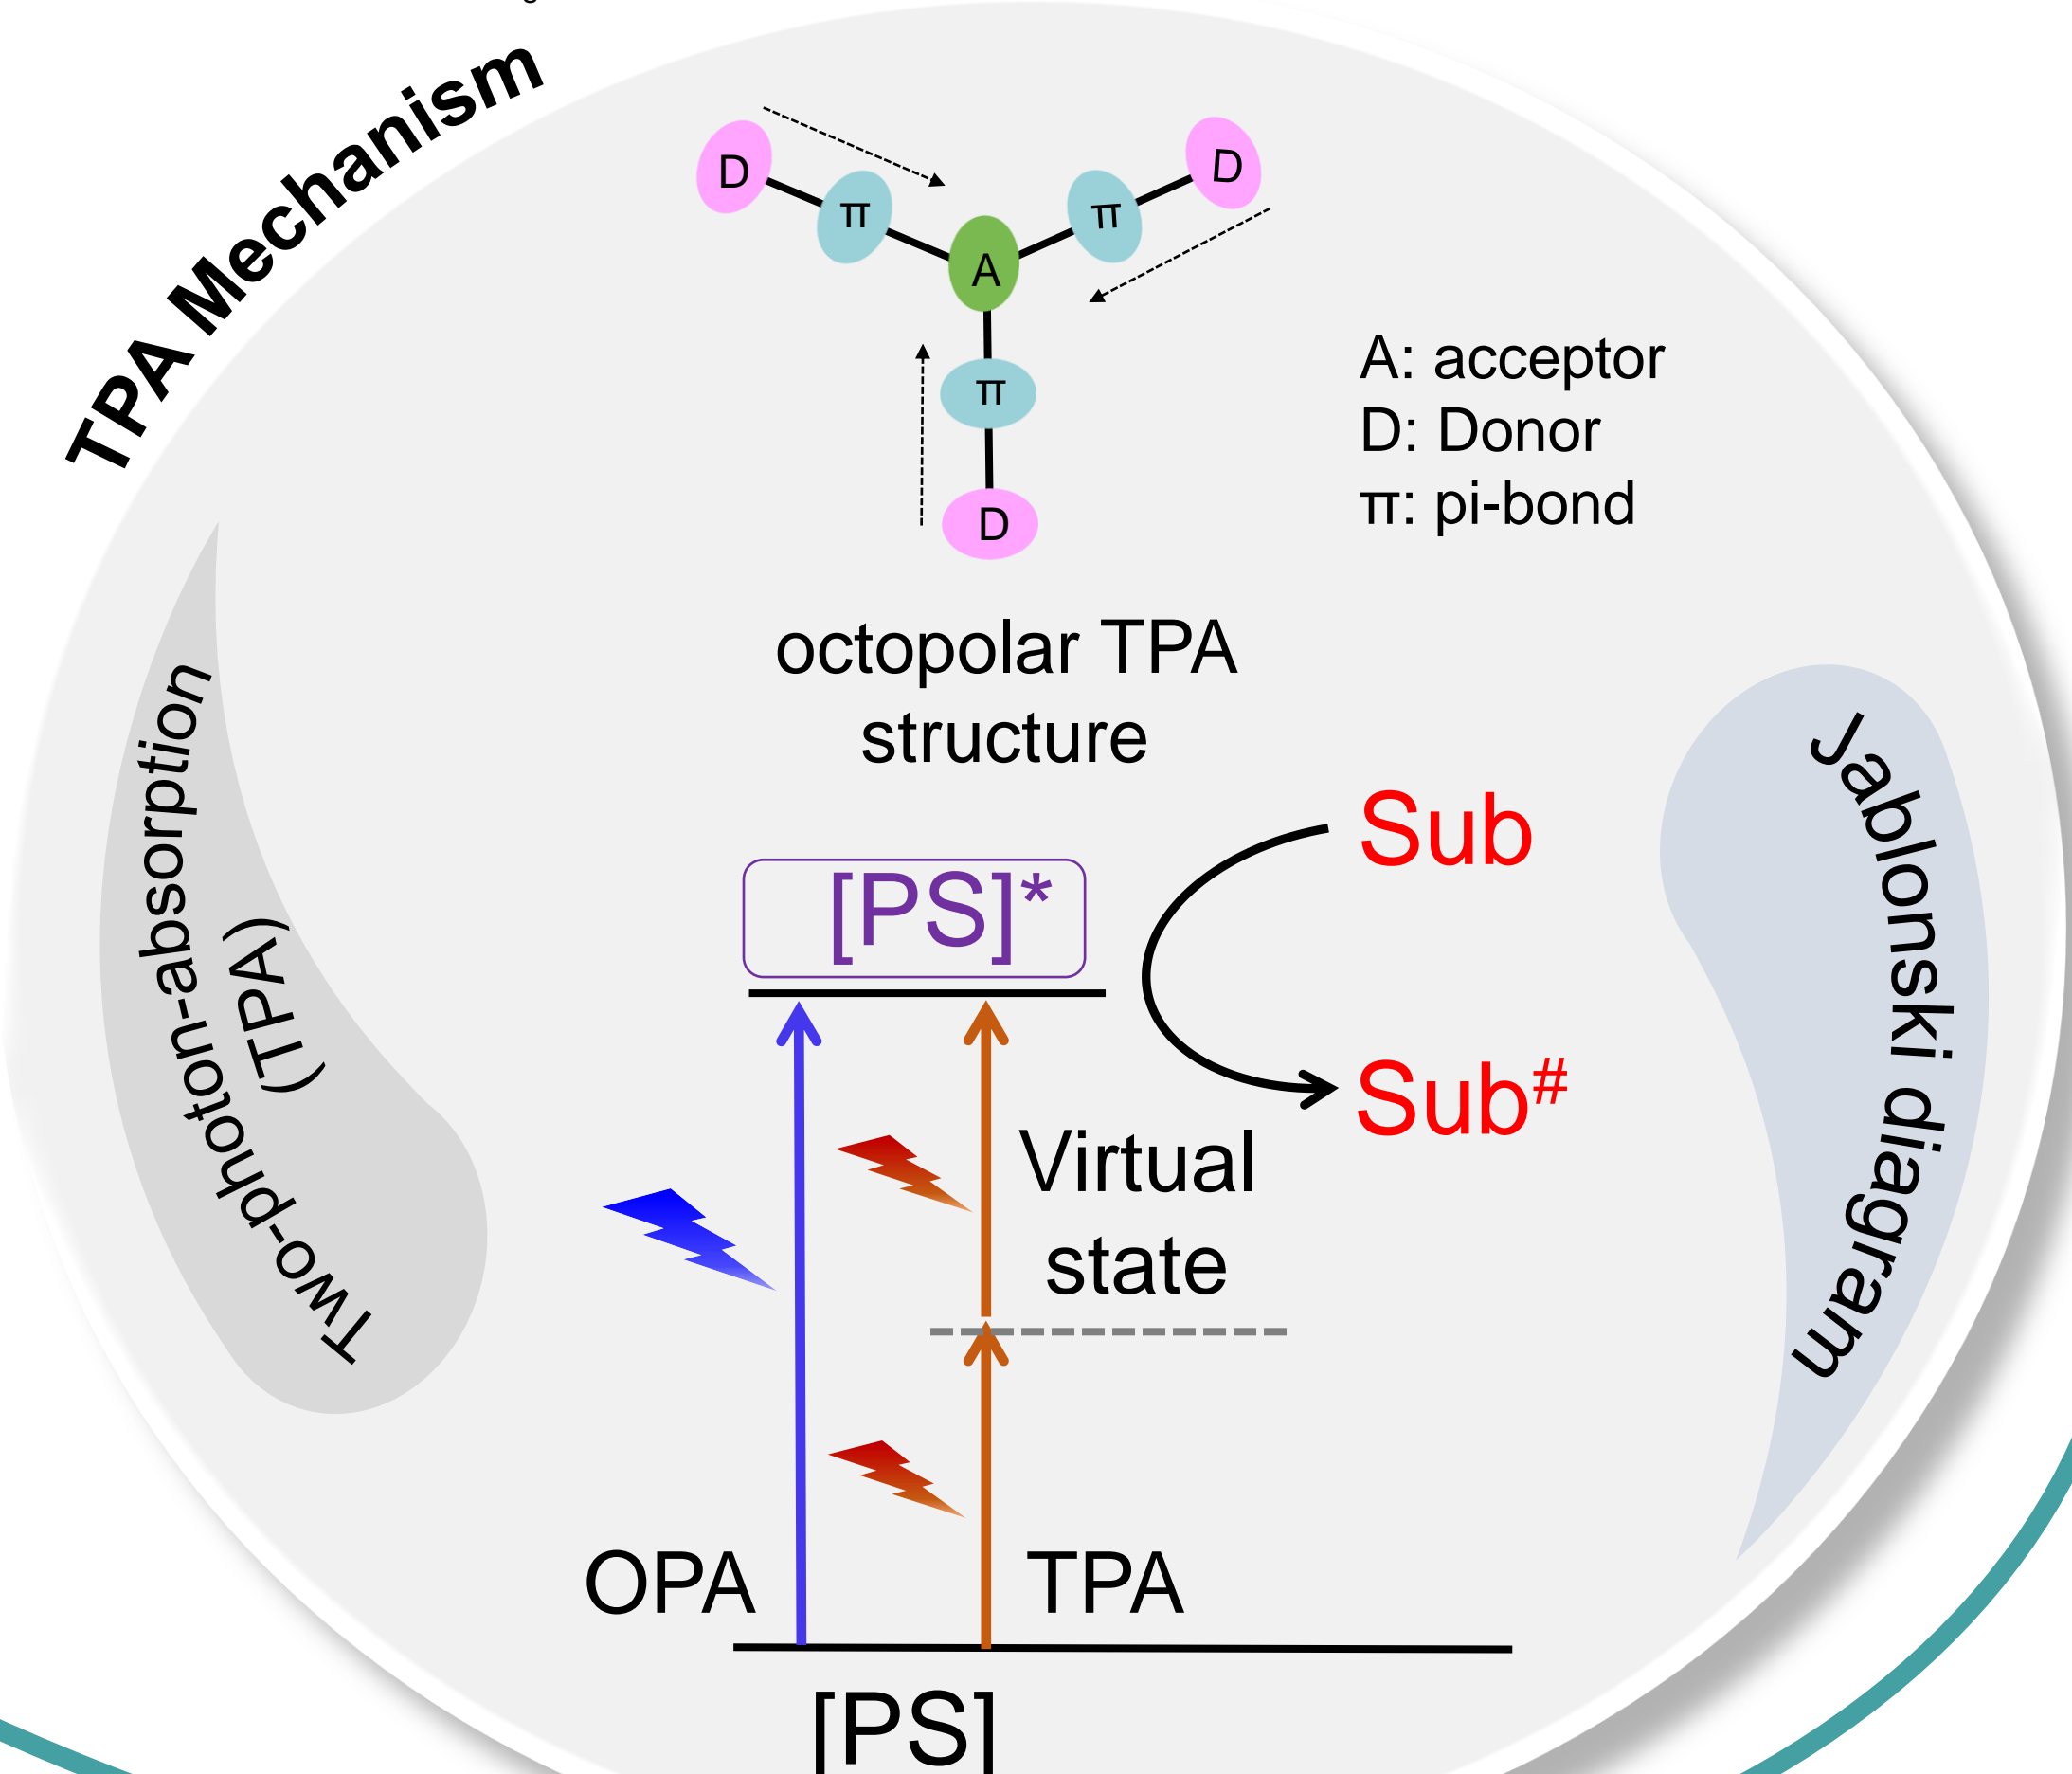 TPA Mechanism
D
D
π
π
A
π
D
A: acceptor
D: Donor
π: pi-bond
octopolar TPA
structure
Two-photon-absorption
(TPA)
Jablonski diagram
Sub
[PS]*
Sub#
Virtual
state
OPA
TPA
[PS]